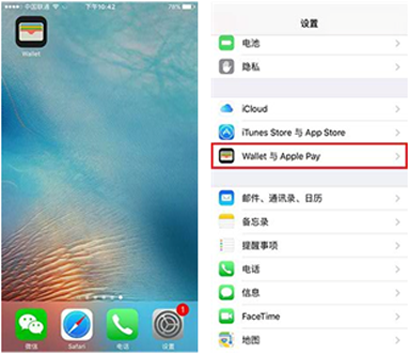 中国联通
下午10:42
78%
Wallet
微信
Safari
电话
1
设置
设置
电池
隐私
iCloud
iTunes Store 与 App Store
Wallet 与 Apple Pay
邮件、通讯录、日历
备忘录
提醒事项
电话
信息
FaceTime
地图